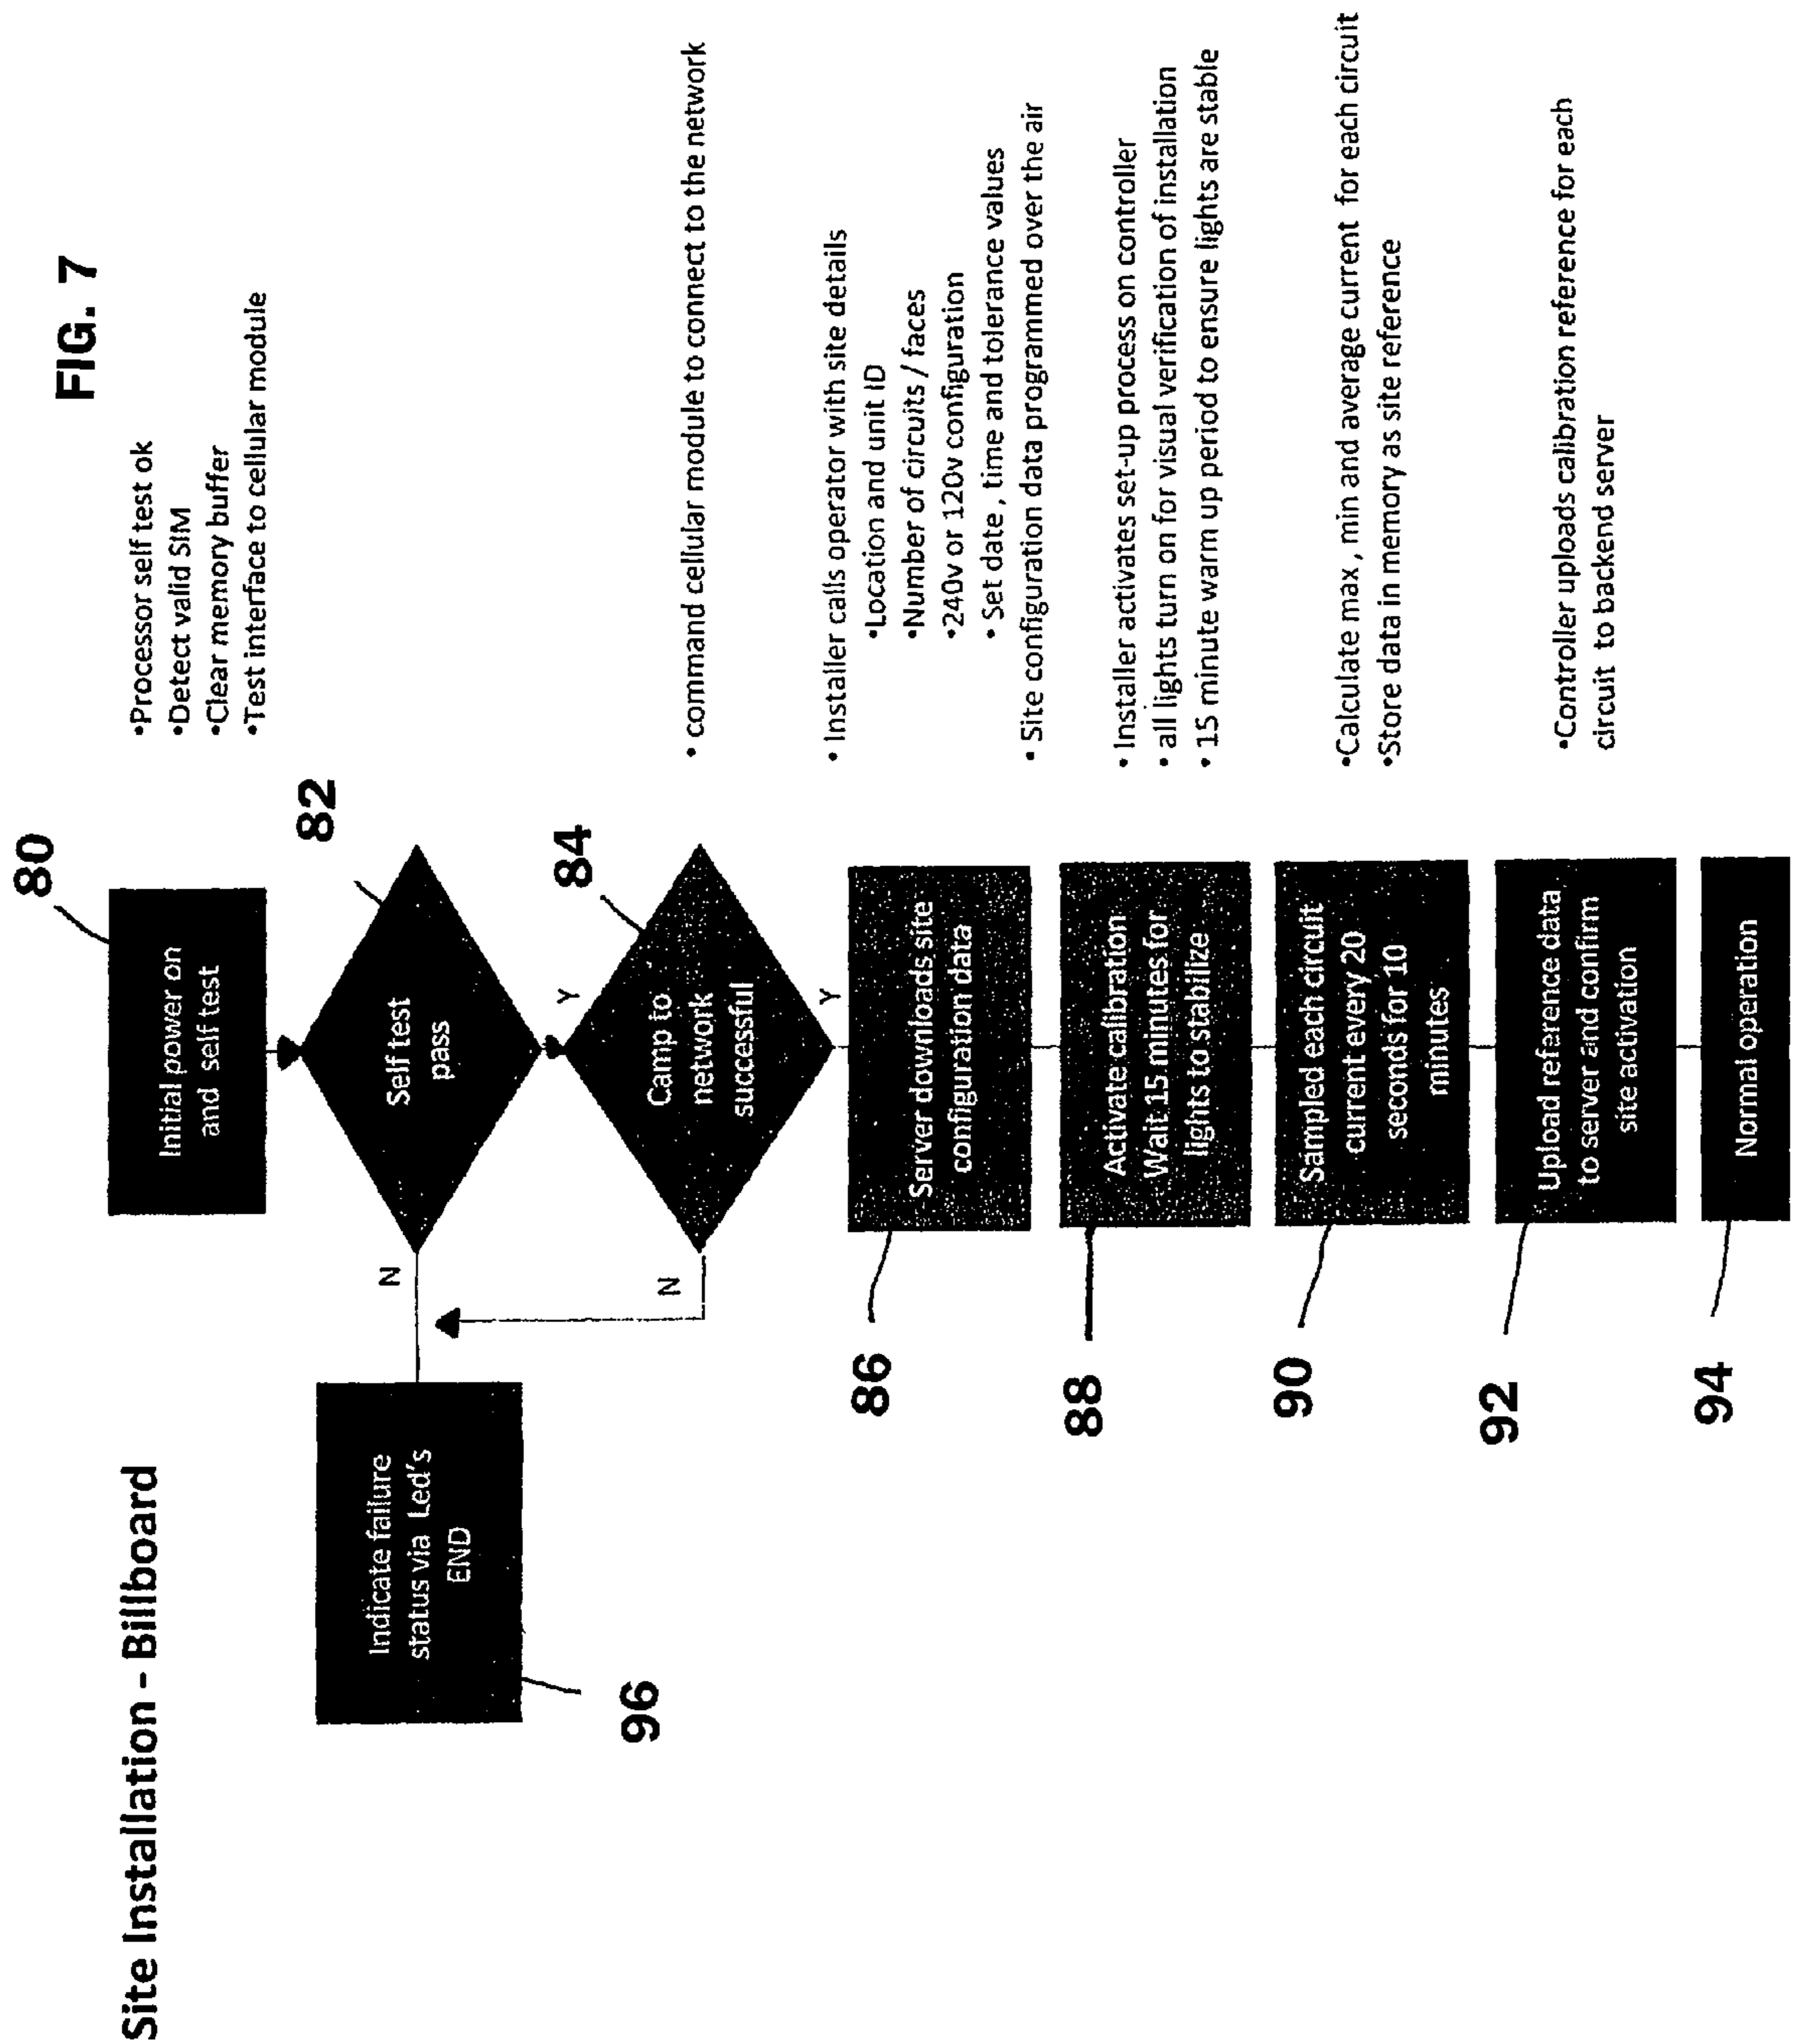 Site Installation - Billboard
FIG. 7
80
Initial power on
and self test
•Processor self test ok
•Detect valid SIM
•Clear memory buffer
•Test interface to cellular module
82
Self test
pass
N
Y
Indicate failure
status via Led's
END
96
84
Camp to
network
successful
N
Y
• command cellular module to connect to the network
86
Server downloads site
configuration data
• Installer calls operator with site details
•Location and unit ID
•Number of circuits / faces
•240v or 120v configuration
• Set date , time and tolerance values
• Site configuration data programmed over the air
88
Activate calibration
Wait 15 minutes for
lights to stabilize
• Installer activates set-up process on controller
• all lights turn on for visual verification of installation
• 15 minute warm up period to ensure lights are stable
90
Sampled each circuit
current every 20
seconds for 10
minutes
•Calculate max , min and average current for each circuit
•Store data in memory as site reference
92
Upload reference data
to server and confirm
site activation
•Controller uploads calibration reference for each
circuit to backend server
94
Normal operation